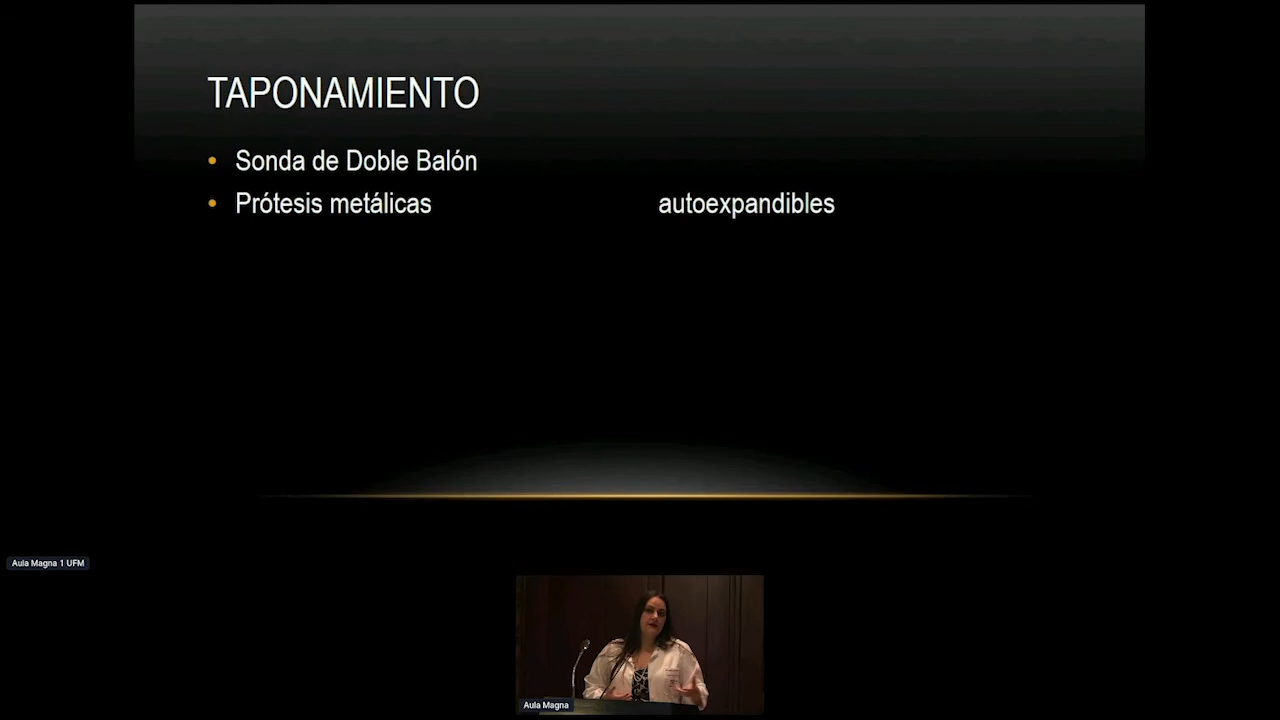 TAPONAMIENTO
• Sonda de Doble Balón
• Prótesis metálicas autoexpandibles
Aula Magna 1 UFM
Aula Magna